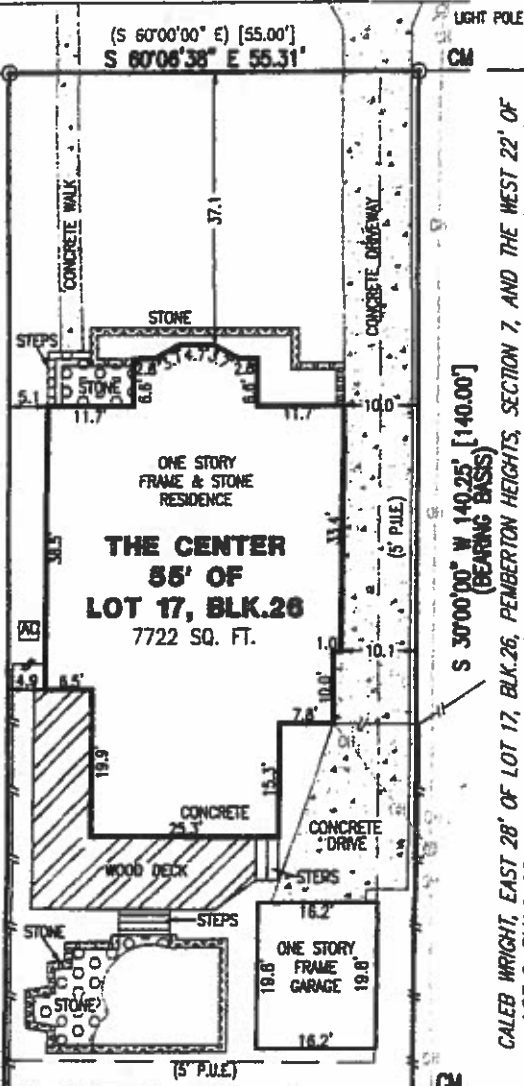 LIGHT POLE
(S 60°00'00" E) [55.00']
S 60°06'38" E 55.31'
CM
CONCRETE WALK
37.1
CONCRETE DRIVEWAY
STONE
STEPS
STONE
2.8'
5.1'
4.7'
3.7'
2.8'
6.6'
6.6'
5.1
11.7'
11.7'
10.0
ONE STORY
FRAME & STONE
RESIDENCE
38.5'
33.4'
(5' P.U.E.)
THE CENTER
55' OF
LOT 17, BLK.26
7722 SQ. FT.
AC
1.0'
10.1
4.9
6.5'
10.0'
7.8'
19.9'
15.3'
CONCRETE
25.3'
CONCRETE
DRIVE
WOOD DECK
STEPS
STEPS
16.2'
STONE
STONE
ONE STORY
FRAME
GARAGE
19.8'
19.8'
16.2'
(5' P.U.E.)
CM
S 30°00'00" W 140.25' [140.00']
(BEARING BASIS)
CALEB WRIGHT, EAST 28' OF LOT 17, BLK.26, PEMBERTON HEIGHTS, SECTION 7, AND THE WEST 22' OF